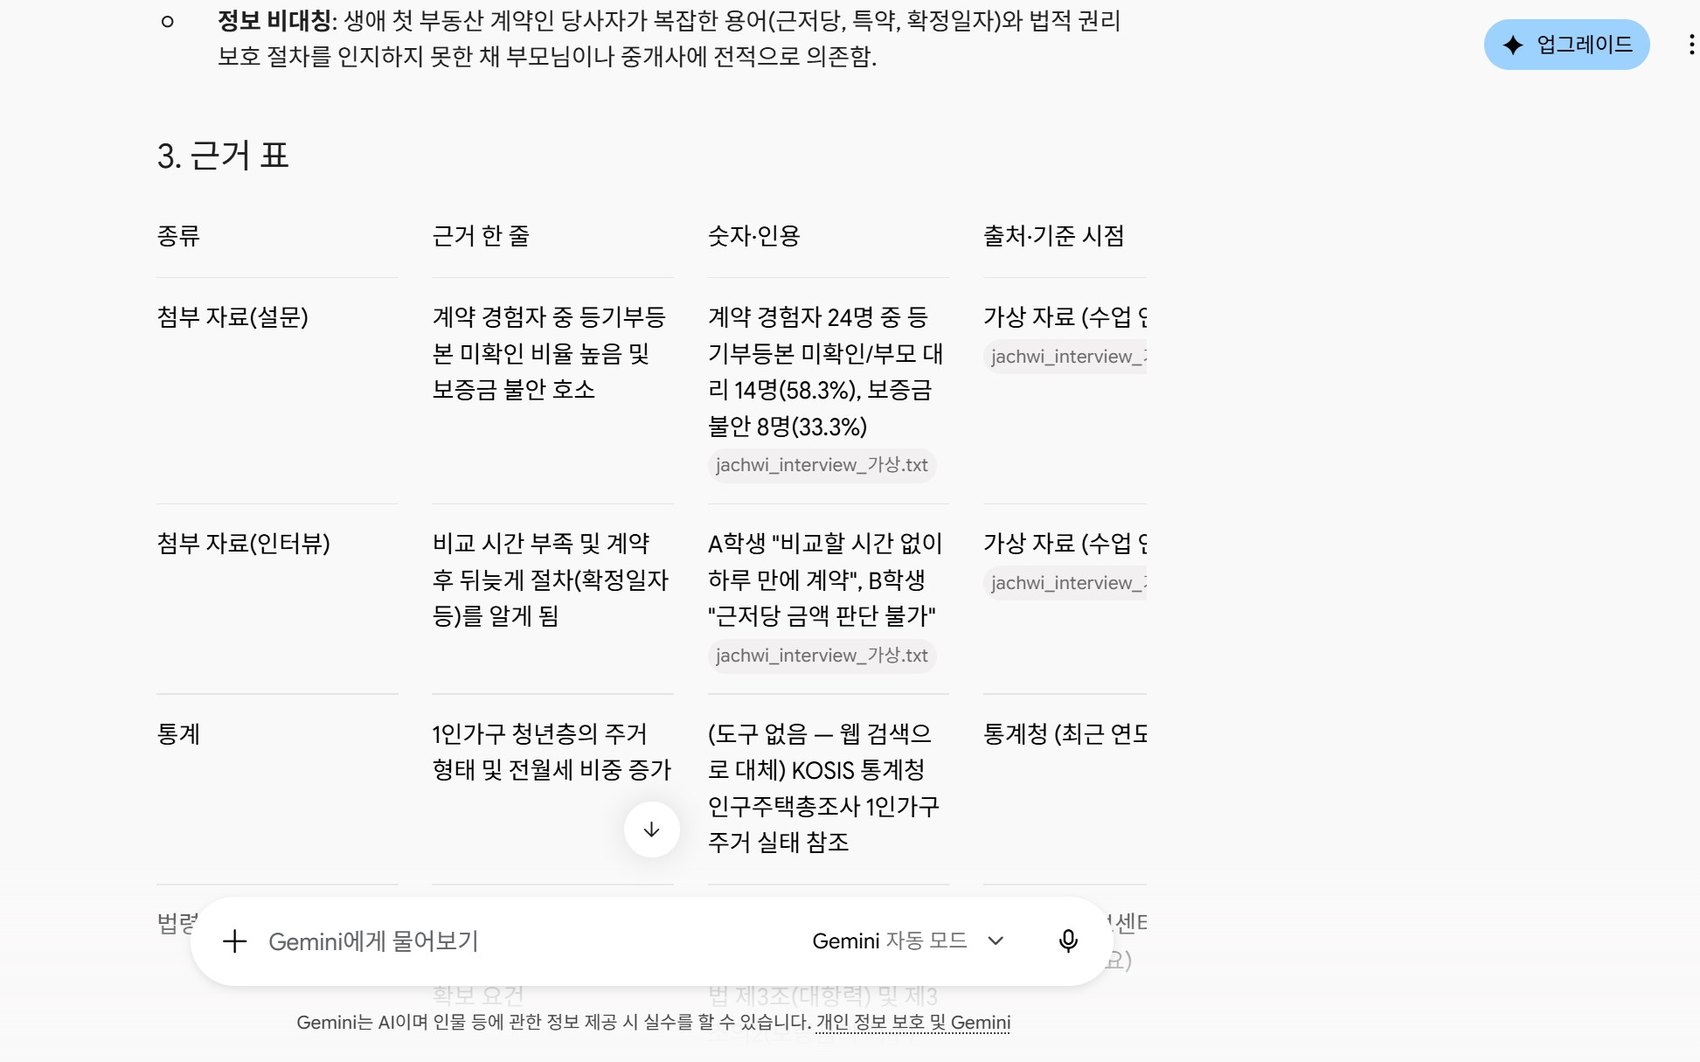 정보 비대칭: 생애 첫 부동산 계약인 당사자가 복잡한 용어(근저당, 특약, 확정일자)와 법적 권리
보호 절차를 인지하지 못한 채 부모님이나 중개사에 전적으로 의존함.
업그레이드
3. 근거 표
종류
근거 한 줄
숫자·인용
출처·기준 시점
첨부 자료(설문)
계약 경험자 중 등기부등
본 미확인 비율 높음 및
보증금 불안 호소
계약 경험자 24명 중 등
기부등본 미확인/부모 대
리 14명(58.3%), 보증금
불안 8명(33.3%)
jachwi_interview_가상.txt
가상 자료 (수업
jachwi_interview_
첨부 자료(인터뷰)
비교 시간 부족 및 계약
후 뒤늦게 절차(확정일자
등)를 알게 됨
A학생 "비교할 시간 없이
하루 만에 계약", B학생
"근저당 금액 판단 불가"
jachwi_interview_가상.txt
가상 자료 (수업
jachwi_interview_
통계
1인가구 청년층의 주거
형태 및 전월세 비중 증가
(도구 없음 — 웹 검색으
로 대체) KOSIS 통계청
인구주택총조사 1인가구
주거 실태 참조
통계청 (최근 연도
법령
요)
Gemini에게 물어보기
Gemini 자동 모드
확보 요건
법 제3조(대항력) 및 제3
Gemini는 AI이며 인물 등에 관한 정보 제공 시 실수를 할 수 있습니다. 개인 정보 보호 및 Gemini